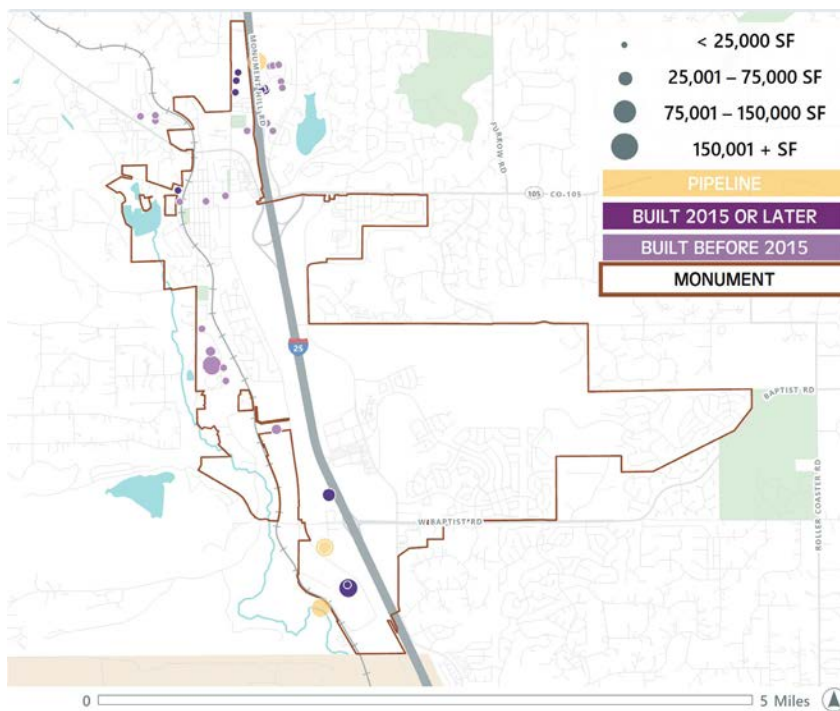 MONUMENT HILL RD
< 25,000 SF
25,001 – 75,000 SF
75,001 – 150,000 SF
150,001 + SF
PIPELINE
BUILT 2015 OR LATER
BUILT BEFORE 2015
MONUMENT
FURROW RD
105
CO-105
25
BAPTIST RD
W BAPTIST RD
ROLLER COASTER RD
0
5 Miles